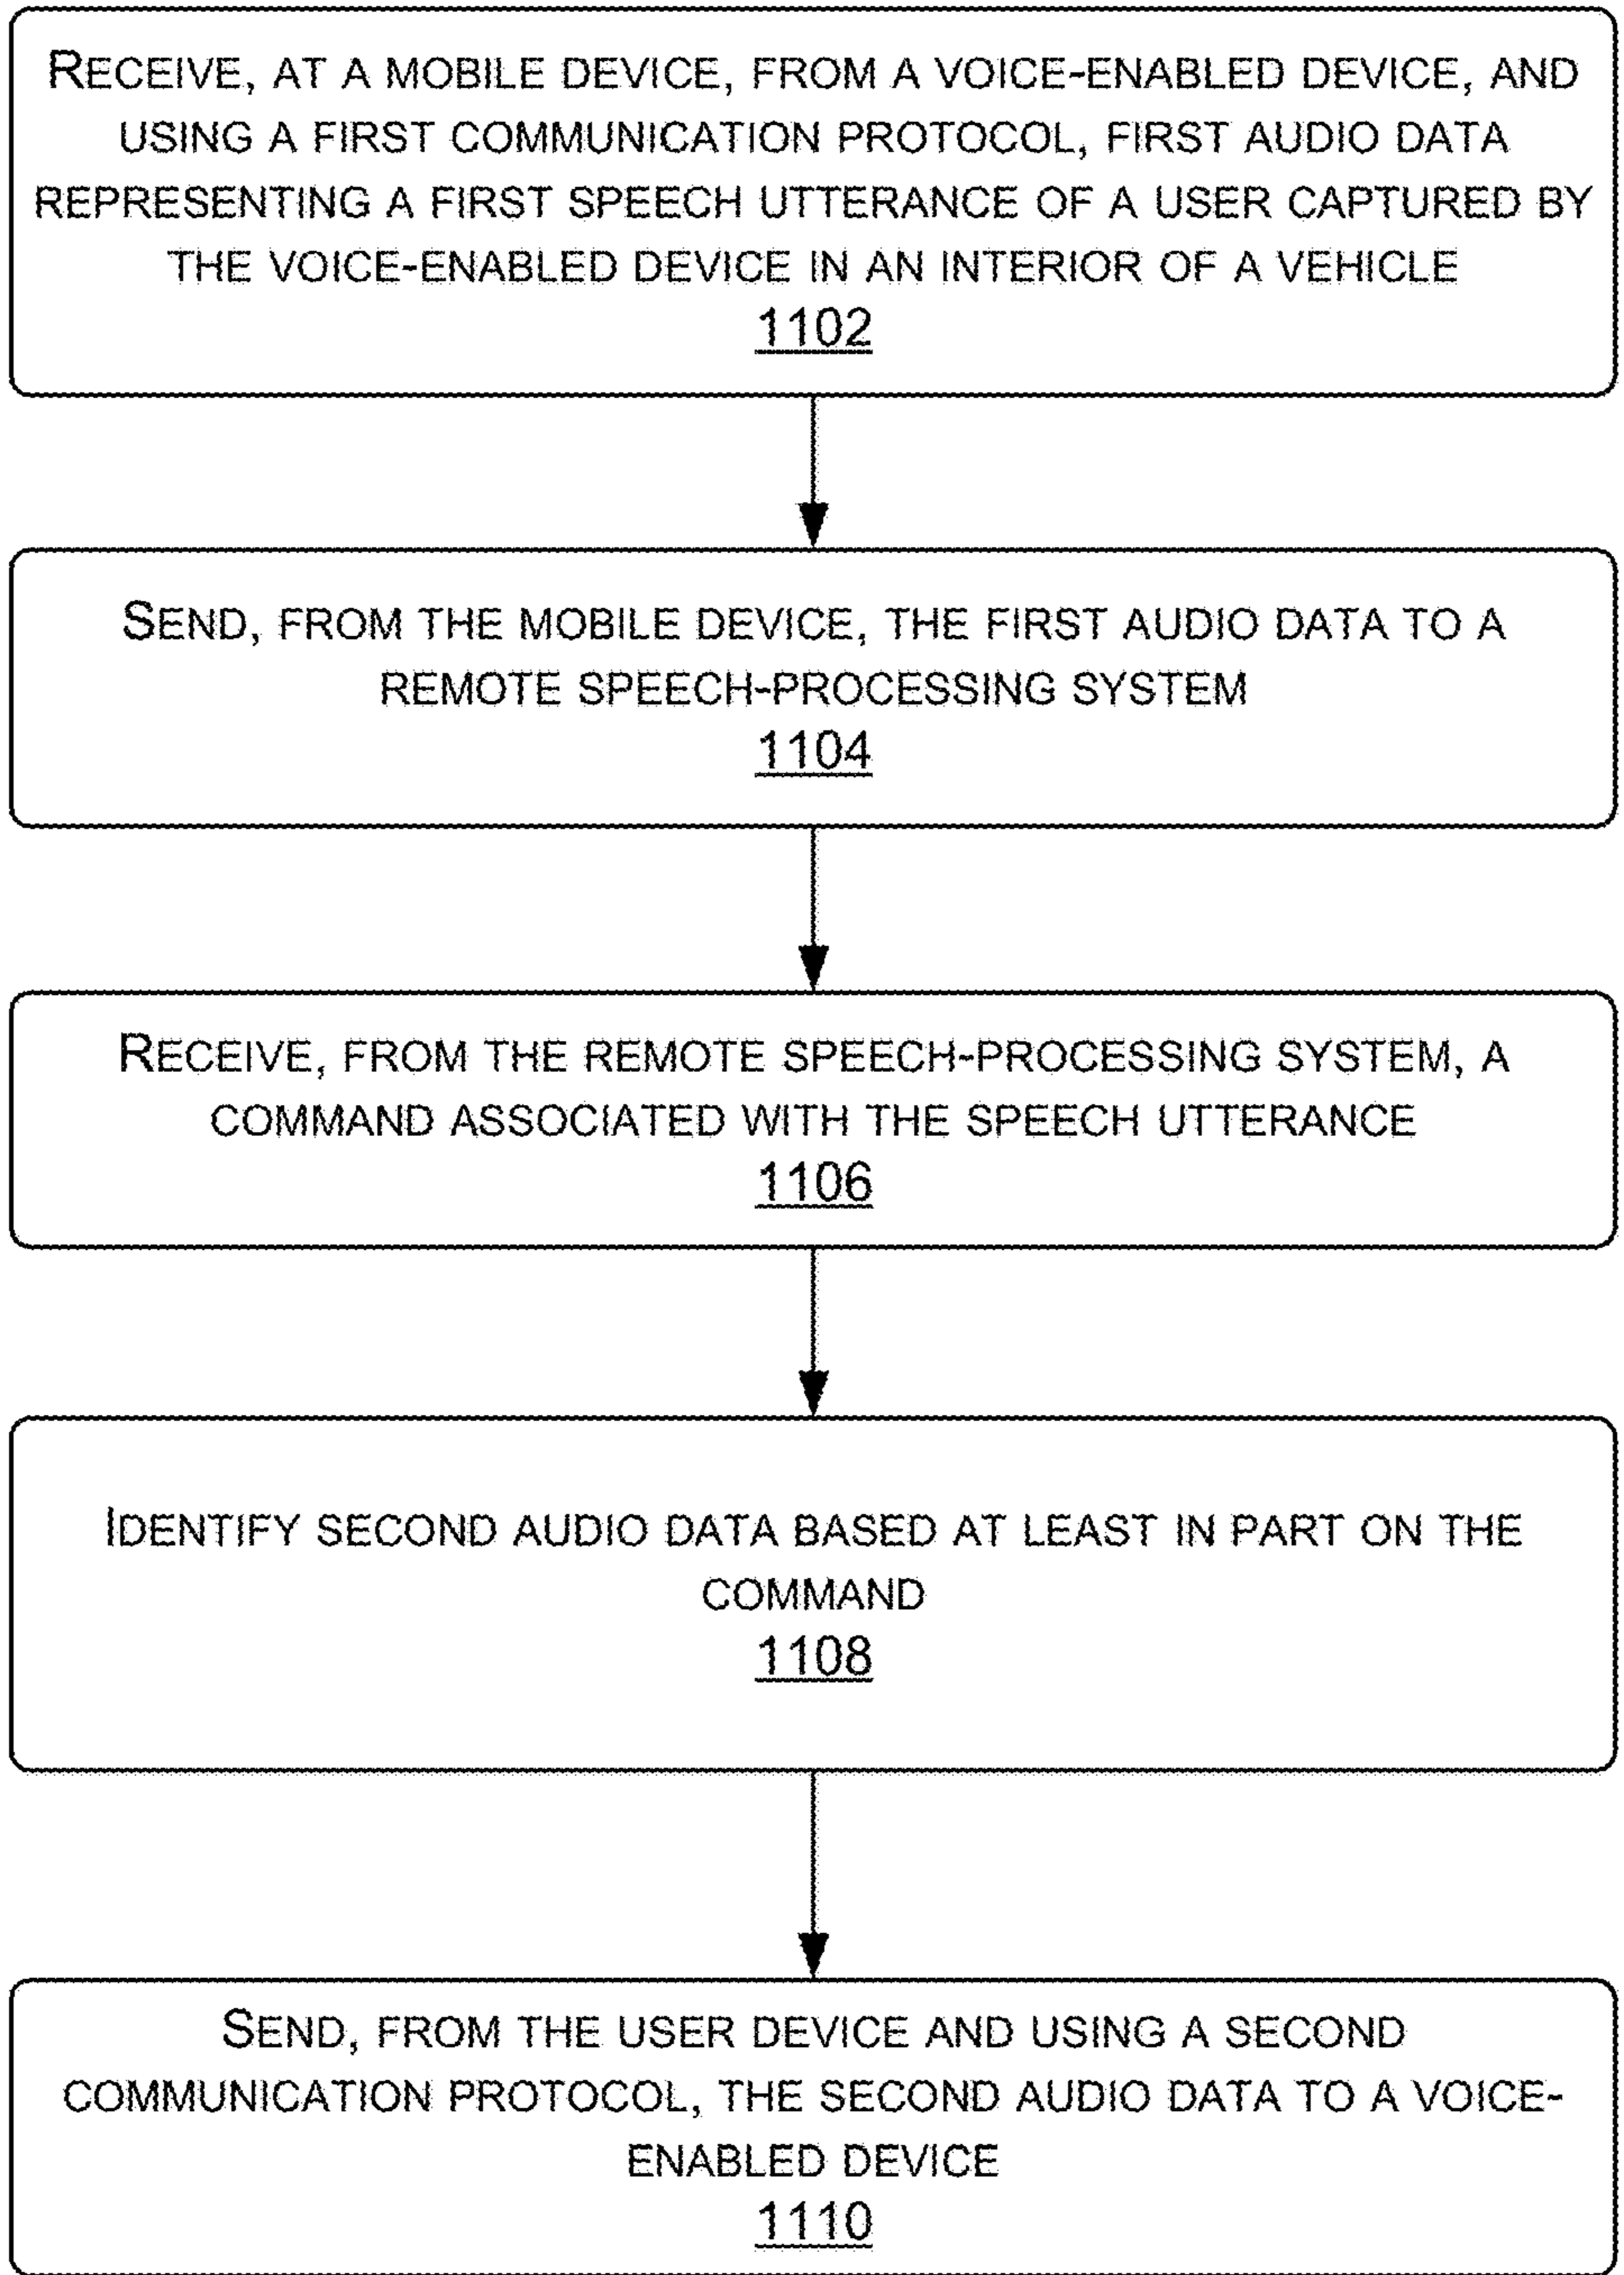 RECEIVE, AT A MOBILE DEVICE, FROM A VOICE-ENABLED DEVICE, AND
USING A FIRST COMMUNICATION PROTOCOL, FIRST AUDIO DATA
REPRESENTING A FIRST SPEECH UTTERANCE OF A USER CAPTURED BY
THE VOICE-ENABLED DEVICE IN AN INTERIOR OF A VEHICLE
1102
SEND, FROM THE MOBILE DEVICE, THE FIRST AUDIO DATA TO A
REMOTE SPEECH-PROCESSING SYSTEM
1104
RECEIVE, FROM THE REMOTE SPEECH-PROCESSING SYSTEM, A
COMMAND ASSOCIATED WITH THE SPEECH UTTERANCE
1106
IDENTIFY SECOND AUDIO DATA BASED AT LEAST IN PART ON THE
COMMAND
1108
SEND, FROM THE USER DEVICE AND USING A SECOND
COMMUNICATION PROTOCOL, THE SECOND AUDIO DATA TO A VOICE-
ENABLED DEVICE
1110